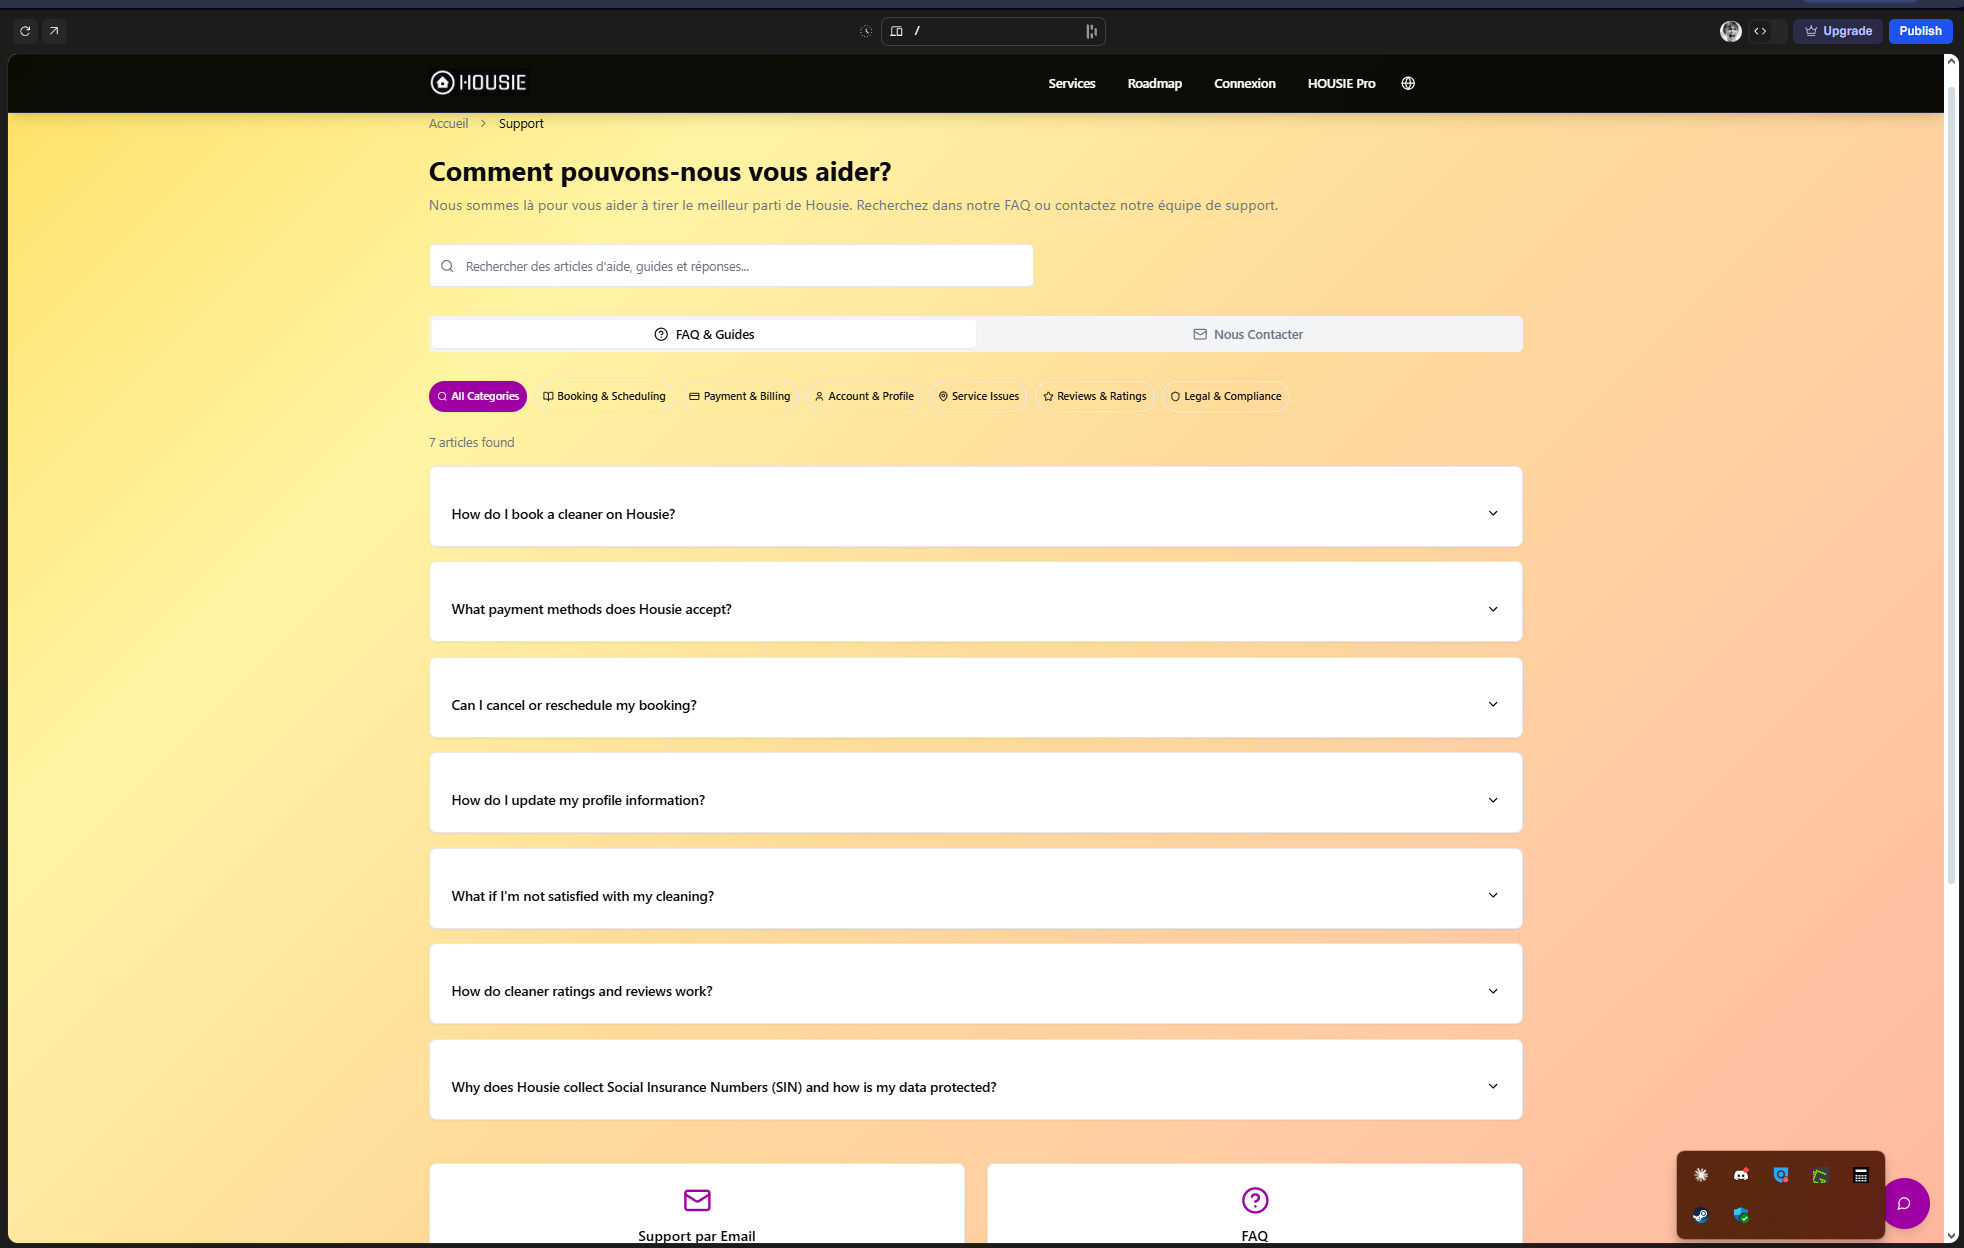 /
Upgrade
Publish
HOUSIE
Services
Roadmap
Connexion
HOUSIE Pro
Accueil > Support
Comment pouvons-nous vous aider?
Nous sommes là pour vous aider à tirer le meilleur parti de Housie. Recherchez dans notre FAQ ou contactez notre équipe de support.
Rechercher des articles d'aide, guides et réponses...
FAQ & Guides
Nous Contacter
All Categories
Booking & Scheduling
Payment & Billing
Account & Profile
Service Issues
Reviews & Ratings
Legal & Compliance
7 articles found
How do I book a cleaner on Housie?
What payment methods does Housie accept?
Can I cancel or reschedule my booking?
How do I update my profile information?
What if I'm not satisfied with my cleaning?
How do cleaner ratings and reviews work?
Why does Housie collect Social Insurance Numbers (SIN) and how is my data protected?
Support par Email
FAQ